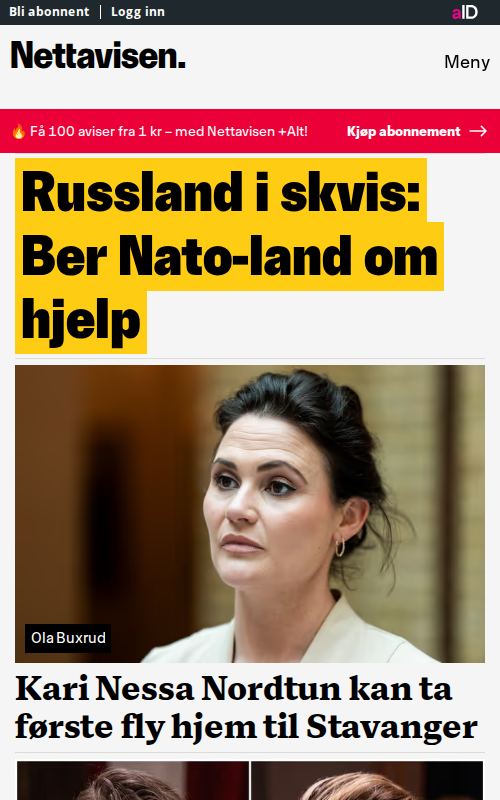 Bli abonnent | Logg inn
aID
Nettavisen.
Meny
🔥 Få 100 aviser fra 1 kr – med Nettavisen +Alt!
Kjøp abonnement →
Russland i skvis:
Ber Nato-land om
hjelp
Ola Buxrud
Kari Nessa Nordtun kan ta
første fly hjem til Stavanger